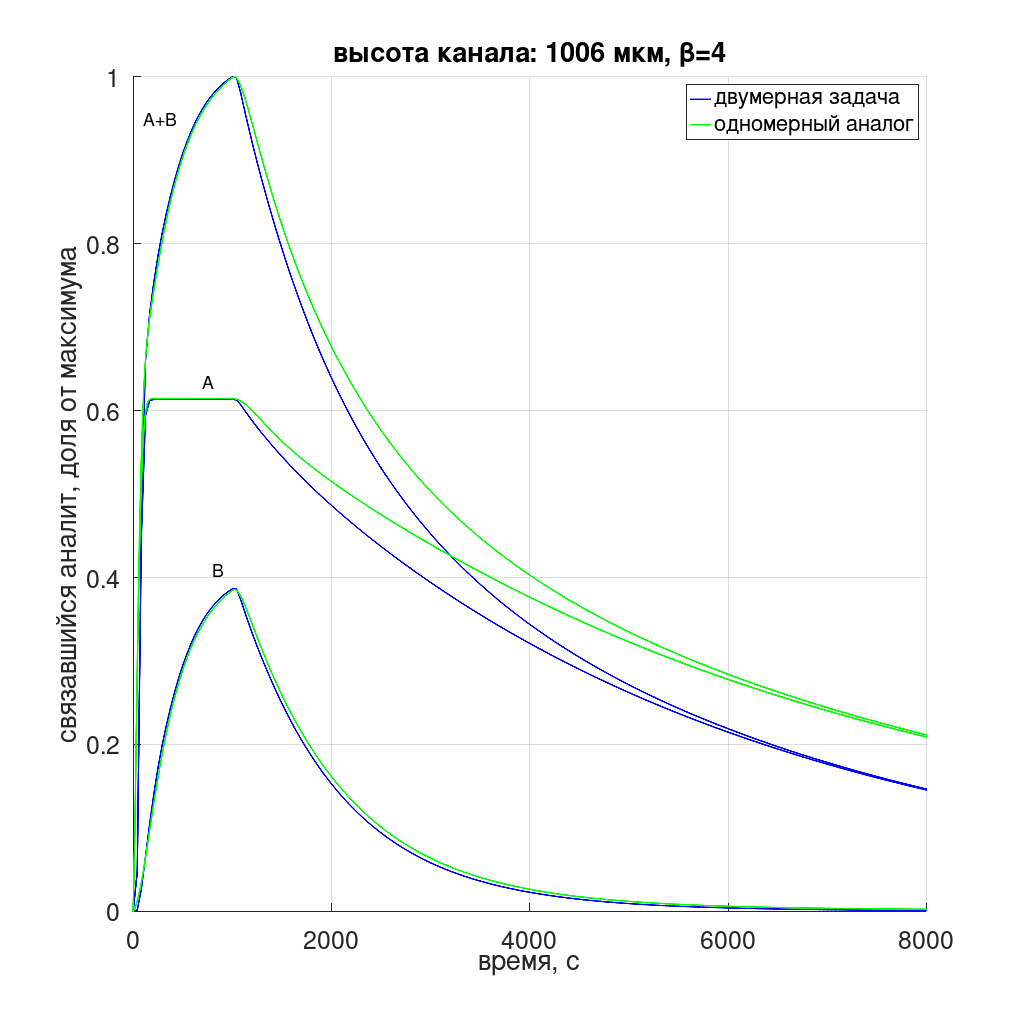 высота канала: 1006 мкм, β=4
двумерная задача
одномерный аналог
A+B
A
B
связавшийся аналит, доля от максимума
1
0.8
0.6
0.4
0.2
0
0
2000
4000
6000
8000
время, с